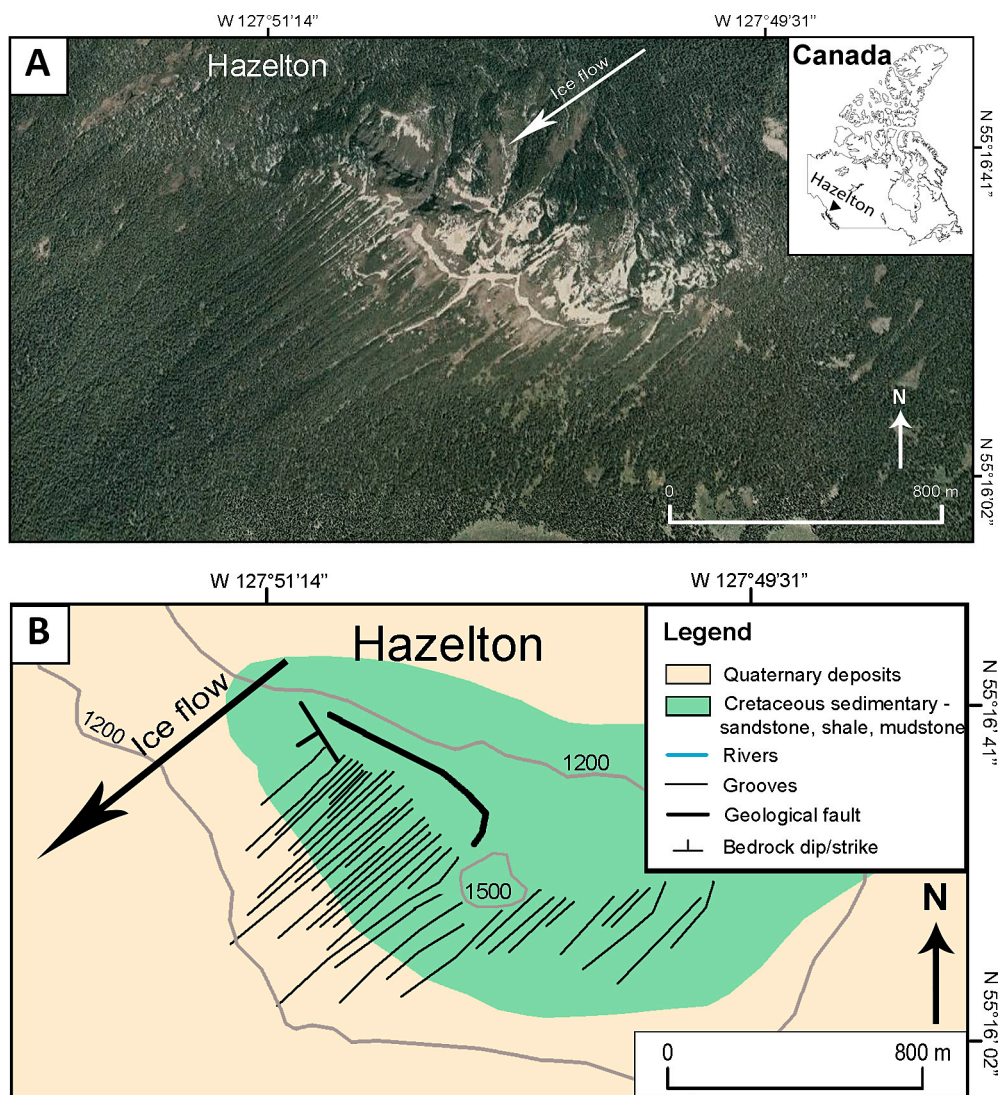 W 127°51’14” W 127°49’31”
A
Hazelton
Ice flow
Canada
Hazelton
N 55°16’41”
N
0 800 m
N 55°16’02”
W 127°51’14” W 127°49’31”
B
Hazelton
Ice flow
1200
1200
1500
Legend
Quaternary deposits
Cretaceous sedimentary -
sandstone, shale, mudstone
Rivers
Grooves
Geological fault
Bedrock dip/strike
N 55°16’ 41”
N
0 800 m
N 55°16’ 02”